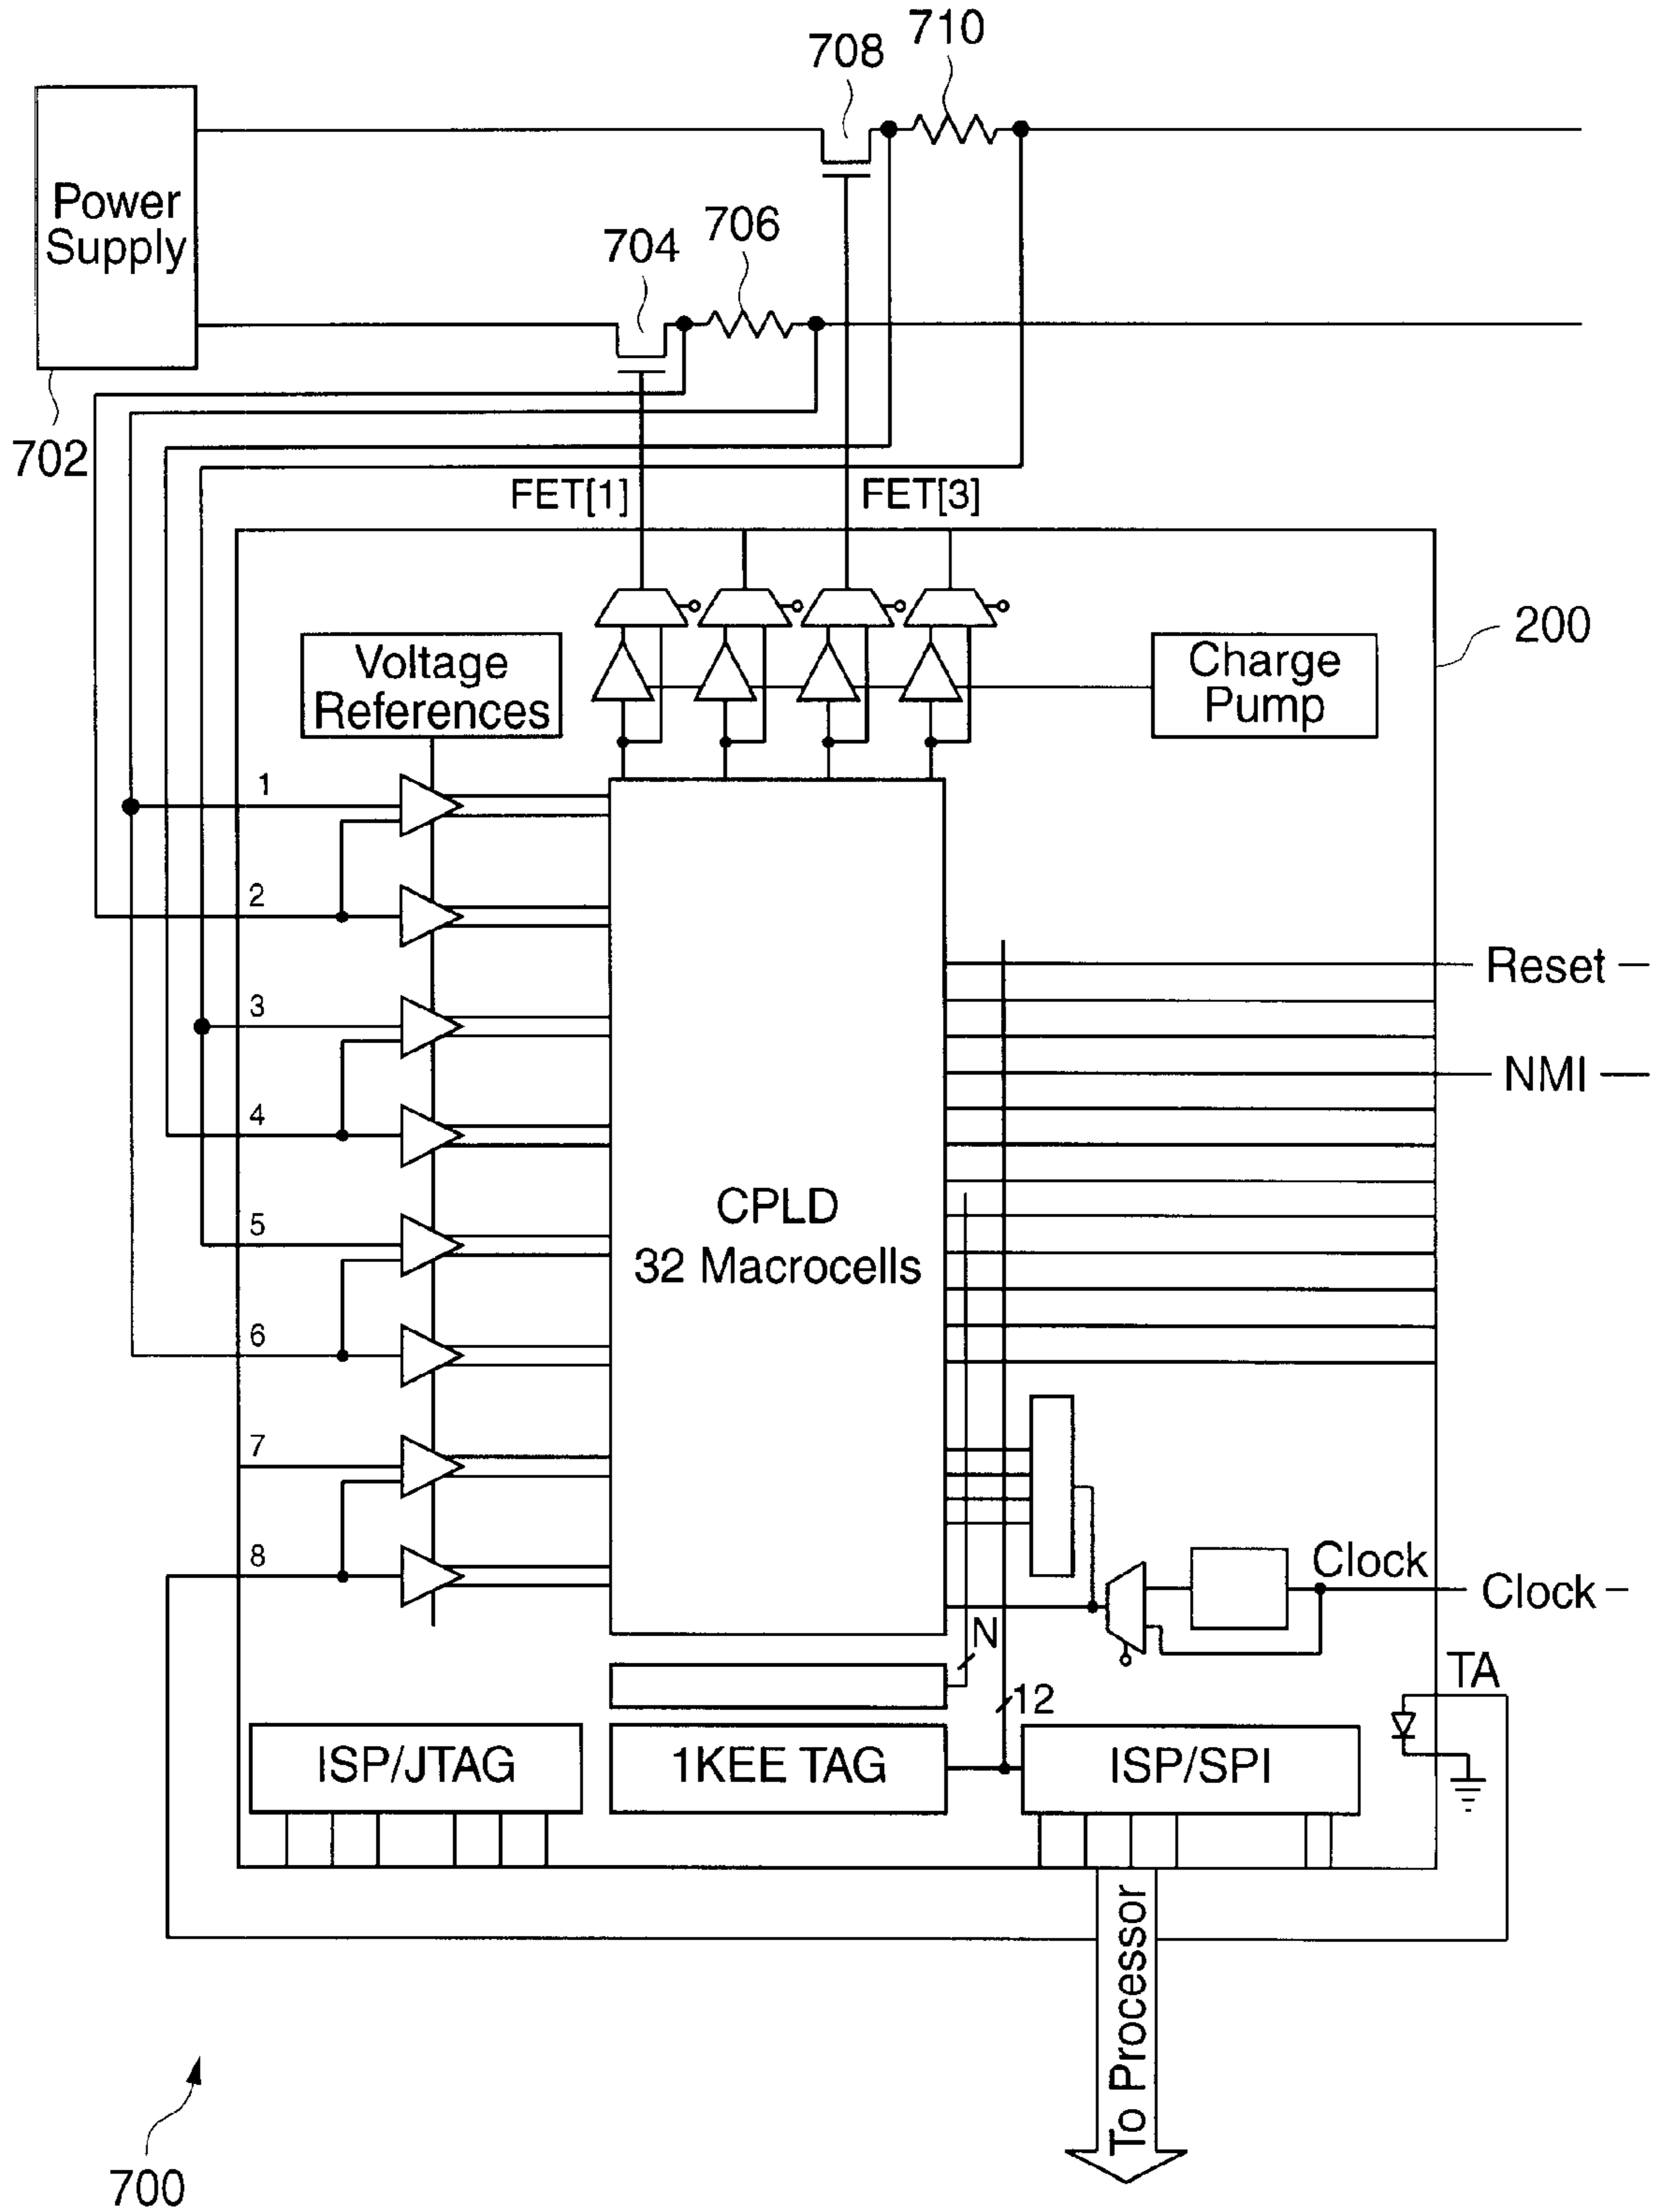 710
708
Power
Supply
706
704
702
FET[1]
FET[3]
200
Voltage
References
Charge
Pump
1
2
Reset
3
NMI
4
CPLD
32 Macrocells
5
6
7
8
Clock
Clock
N
TA
12
ISP/JTAG
1KEE TAG
ISP/SPI
To Processor
700